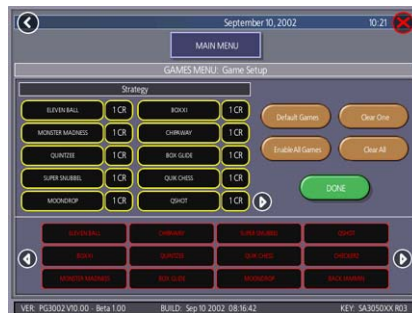 September 10, 2002 10:21
MAIN MENU
GAMES MENU: Game Setup
Strategy
ELEVEN BALL 1 CR BOXXI 1 CR
MONSTER MADNESS 1 CR CHIPAWAY 1 CR
QUINTZEE 1 CR BOX GLIDE 1 CR
SUPER SNUBBEL 1 CR QUIK CHESS 1 CR
MOONDROP 1 CR QSHOT 1 CR
Default Games Clear One
Enable All Games Clear All
DONE
ELEVEN BALL CHIPAWAY SUPER SNUBBEL QSHOT
BOXXI QUINTZEE QUIK CHESS CHECKERZ
MONSTER MADNESS BOX GLIDE MOONDROP
VER: PG3002 V10.00 - Beta 1.00 BUILD: Sep 10 2002 08:16:42 KEY: SA3050XX R03